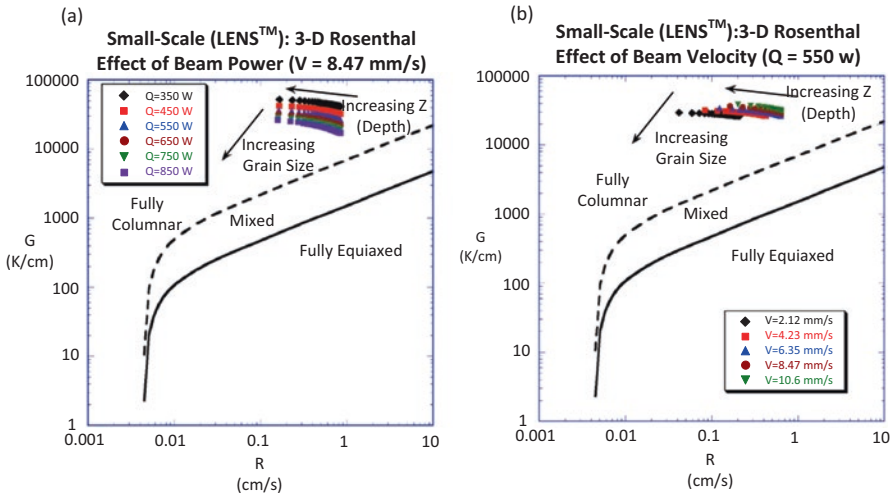 (a)
Small-Scale (LENS™): 3-D Rosenthal
Effect of Beam Power (V = 8.47 mm/s)
100000
10000
1000
100
10
1
G
(K/cm)
Q=350 W
Q=450 W
Q=550 W
Q=650 W
Q=750 W
Q=850 W
Increasing Z
(Depth)
Increasing
Grain Size
Fully
Columnar
Mixed
Fully Equiaxed
0.001
0.01
0.1
1
10
R
(cm/s)
(b)
Small-Scale (LENS™):3-D Rosenthal
Effect of Beam Velocity (Q = 550 w)
100000
10000
1000
100
10
1
G
(K/cm)
Increasing Z
(Depth)
Increasing
Grain Size
Fully
Columnar
Mixed
Fully Equiaxed
V=2.12 mm/s
V=4.23 mm/s
V=6.35 mm/s
V=8.47 mm/s
V=10.6 mm/s
0.001
0.01
0.1
1
10
R
(cm/s)